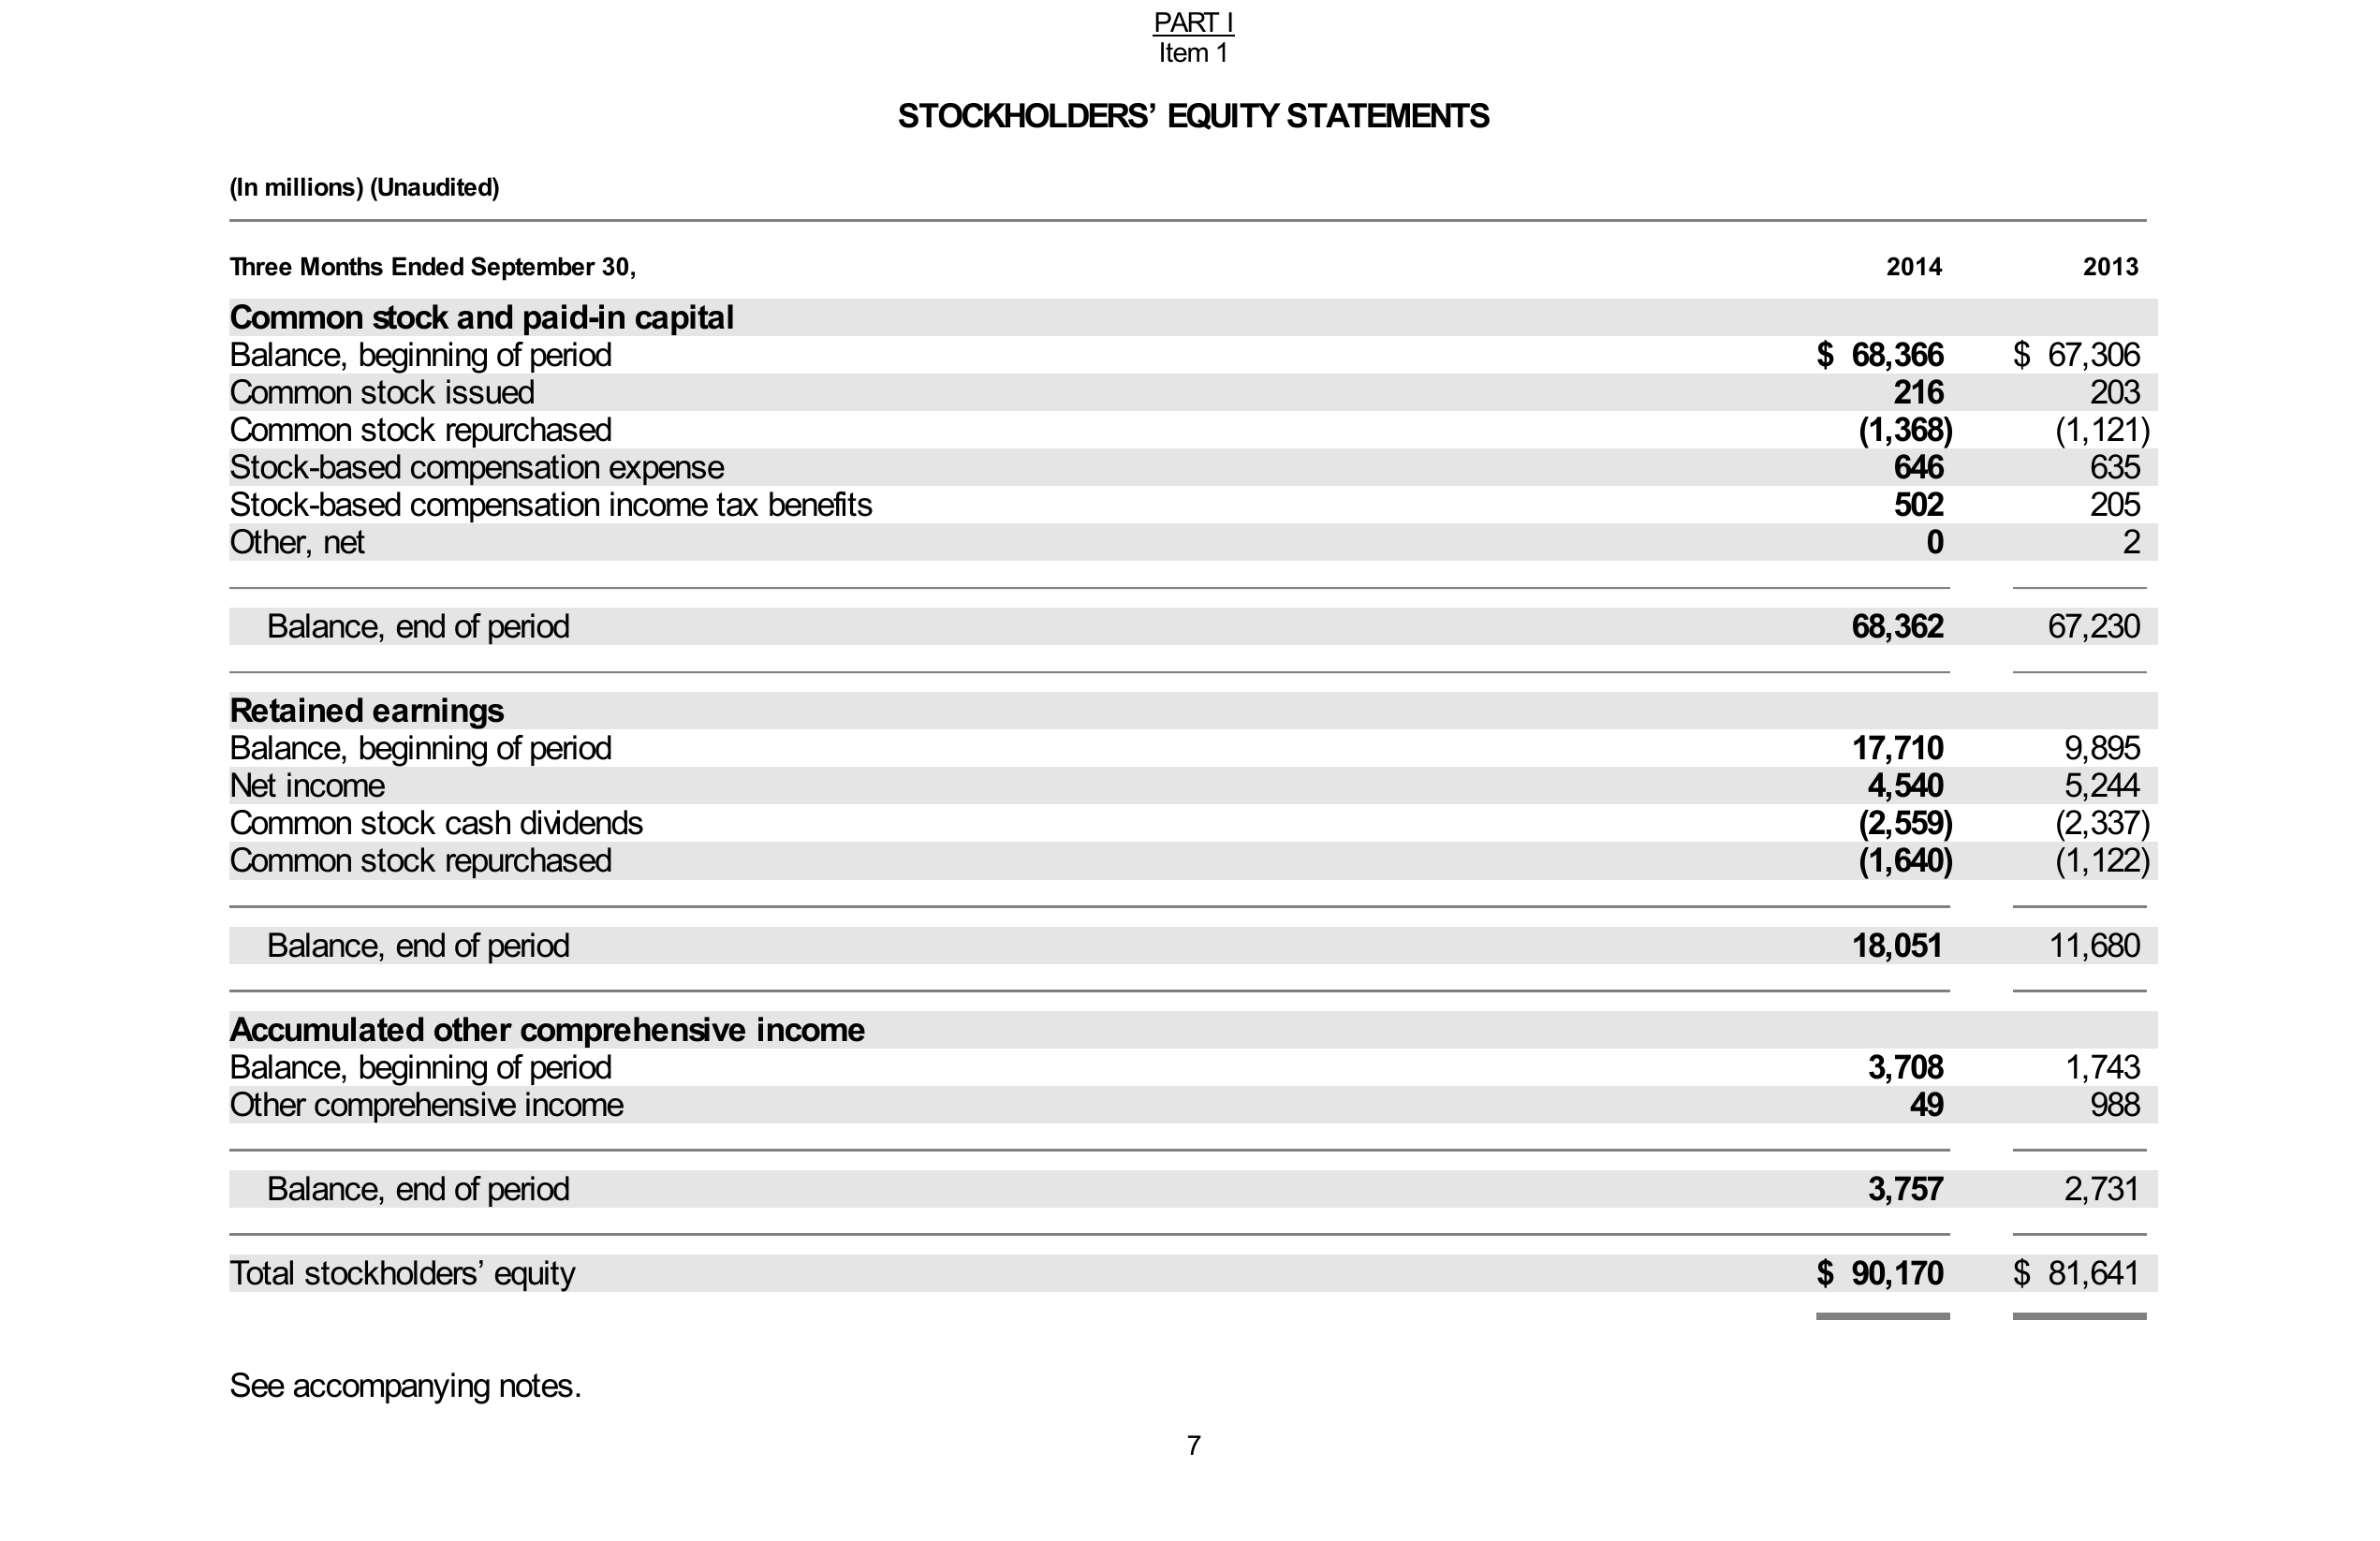 PART I
Item 1
STOCKHOLDERS’ EQUITY STATEMENTS
(In millions) (Unaudited)
Three Months Ended September 30, 2014 2013
Common stock and paid-in capital
Balance, beginning of period $ 68,366 $ 67,306
Common stock issued 216 203
Common stock repurchased (1,368) (1,121)
Stock-based compensation expense 646 635
Stock-based compensation income tax benefits 502 205
Other, net 0 2
Balance, end of period 68,362 67,230
Retained earnings
Balance, beginning of period 17,710 9,895
Net income 4,540 5,244
Common stock cash dividends (2,559) (2,337)
Common stock repurchased (1,640) (1,122)
Balance, end of period 18,051 11,680
Accumulated other comprehensive income
Balance, beginning of period 3,708 1,743
Other comprehensive income 49 988
Balance, end of period 3,757 2,731
Total stockholders’ equity $ 90,170 $ 81,641
See accompanying notes.
7